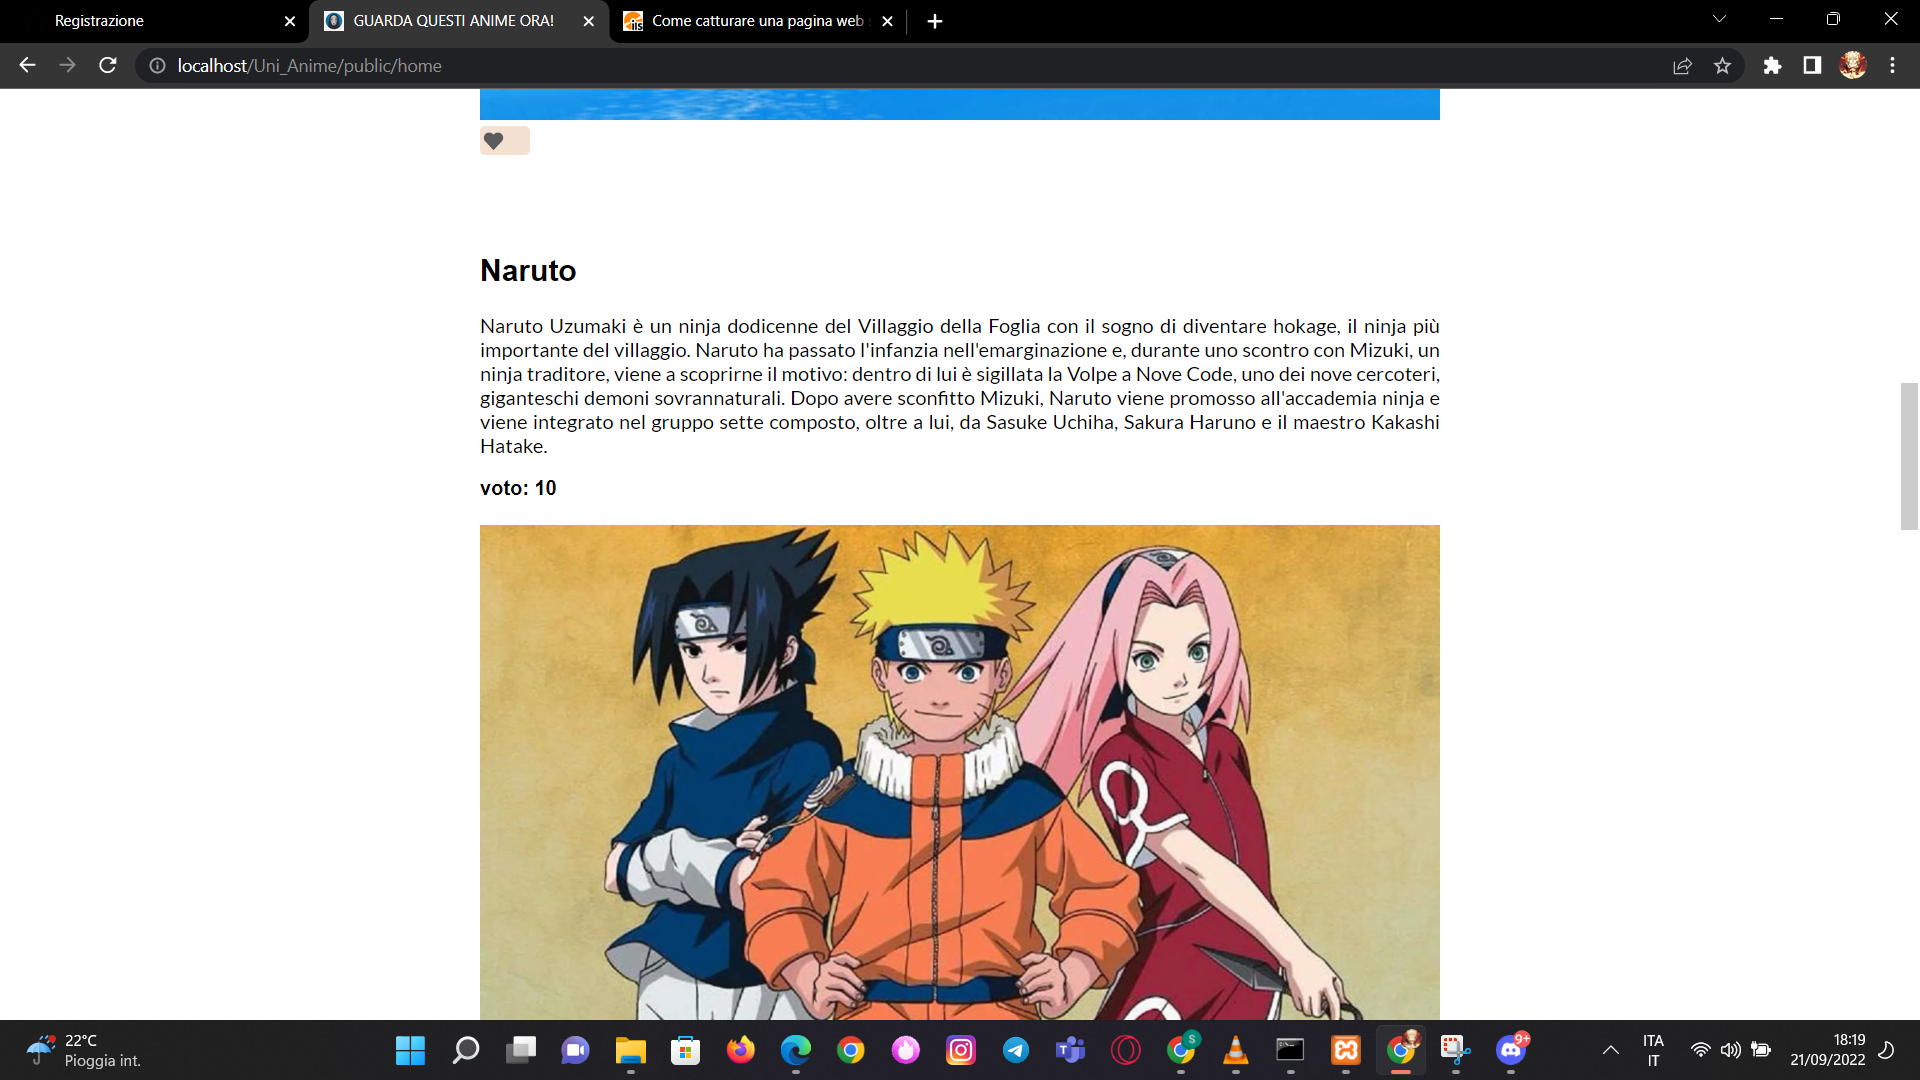 Registrazione
GUARDA QUESTI ANIME ORA!
Come catturare una pagina web
localhost/Uni_Anime/public/home
Naruto
Naruto Uzumaki è un ninja dodicenne del Villaggio della Foglia con il sogno di diventare hokage, il ninja più
importante del villaggio. Naruto ha passato l'infanzia nell'emarginazione e, durante uno scontro con Mizuki, un
ninja traditore, viene a scoprirne il motivo: dentro di lui è sigillata la Volpe a Nove Code, uno dei nove cercoteri,
giganteschi demoni sovrannaturali. Dopo avere sconfitto Mizuki, Naruto viene promosso all'accademia ninja e
viene integrato nel gruppo sette composto, oltre a lui, da Sasuke Uchiha, Sakura Haruno e il maestro Kakashi
Hatake.
voto: 10
22°C
Pioggia int.
S
9+
ITA
IT
18:19
21/09/2022